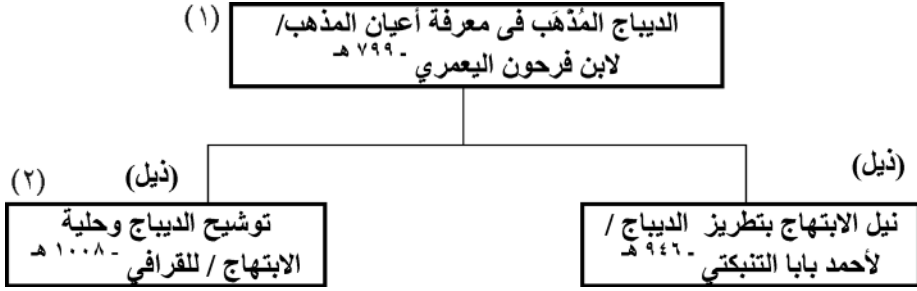 (١) الديباج المُذْهَب فى معرفة أعيان المذهب/
لابن فرحون اليعمري - ٧٩٩ هـ
(ذيل)
نيل الابتهاج بتطريز الديباج /
لأحمد بابا التنبكتي - ٩٤٦ هـ
(ذيل)
(٢) توشيح الديباج وحلية
الابتهاج / للقرافي - ١٠٠٨ هـ